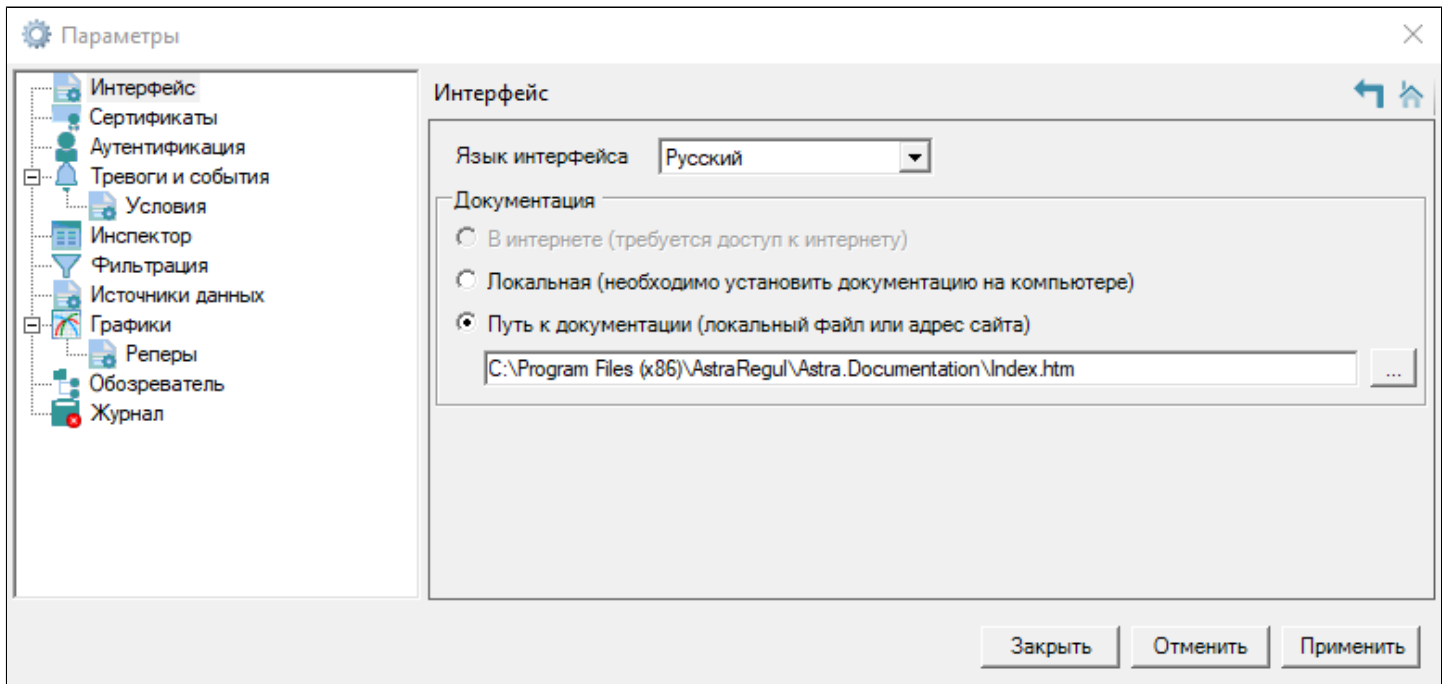 Параметры
Интерфейс
Сертификаты
Аутентификация
Тревоги и события
Условия
Инспектор
Фильтрация
Источники данных
Графики
Реперы
Обозреватель
Журнал
Интерфейс
Язык интерфейса Русский
Документация
В интернете (требуется доступ к интернету)
Локальная (необходимо установить документацию на компьютере)
Путь к документации (локальный файл или адрес сайта)
C:\Program Files (x86)\AstraRegul\Astra.Documentation\Index.htm ...
Закрыть Отменить Применить